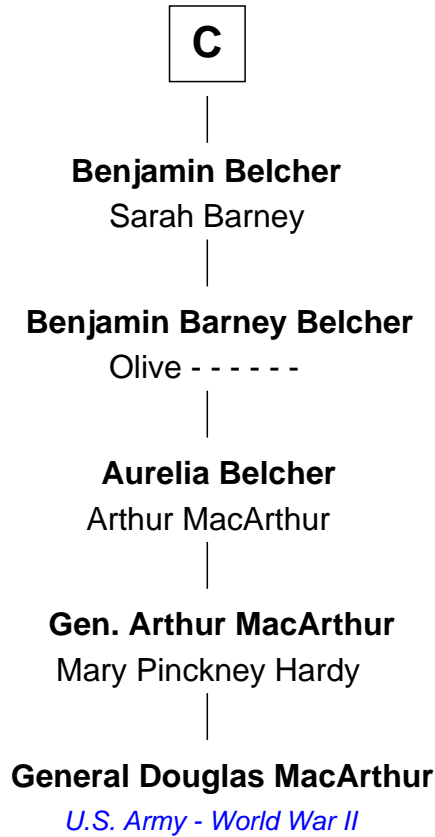 C
Benjamin Belcher
Sarah Barney
Benjamin Barney Belcher
Olive - - - - - -
Aurelia Belcher
Arthur MacArthur
Gen. Arthur MacArthur
Mary Pinckney Hardy
General Douglas MacArthur
U.S. Army - World War II